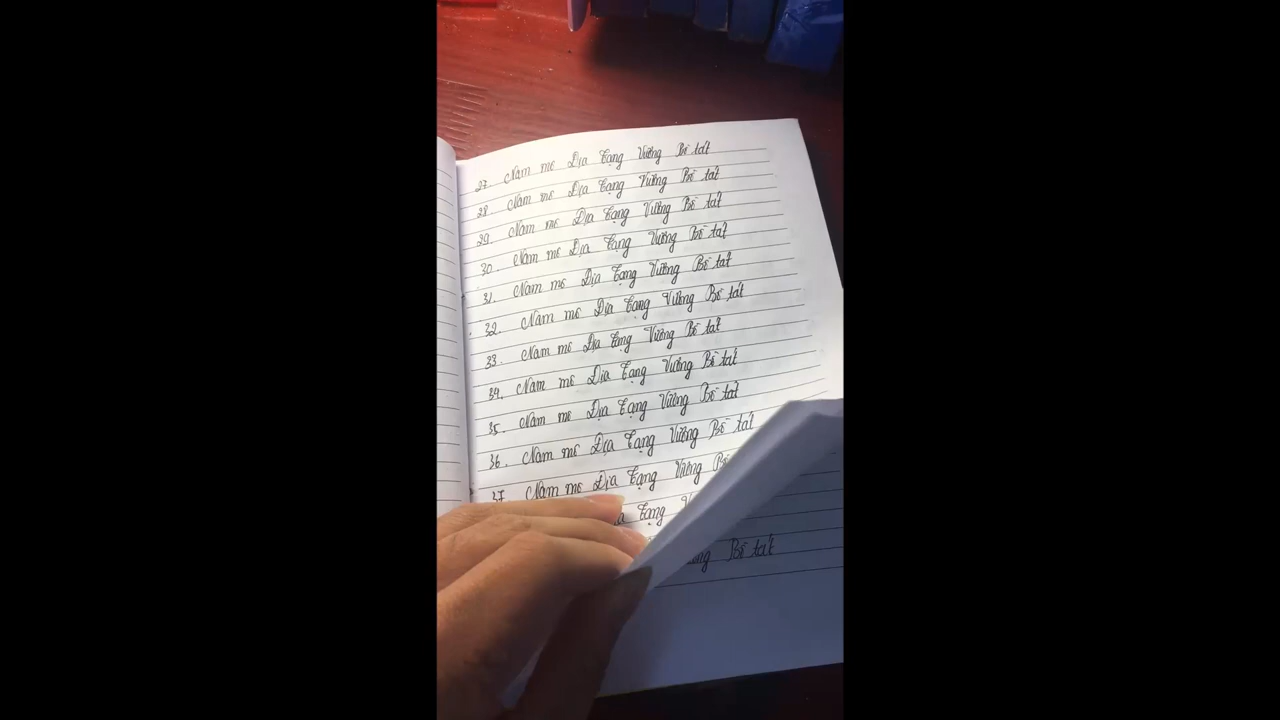 27. Nam mô Địa Tạng Vương Bồ tát
28. Nam mô Địa Tạng Vương Bồ tát
29. Nam mô Địa Tạng Vương Bồ tát
30. Nam mô Địa Tạng Vương Bồ tát
31. Nam mô Địa Tạng Vương Bồ tát
32. Nam mô Địa Tạng Vương Bồ tát
33. Nam mô Địa Tạng Vương Bồ tát
34. Nam mô Địa Tạng Vương Bồ tát
35. Nam mô Địa Tạng Vương Bồ tát
36. Nam mô Địa Tạng Vương Bồ tát
37. Nam mô Địa Tạng Vương Bồ
Tạng
Bồ tát